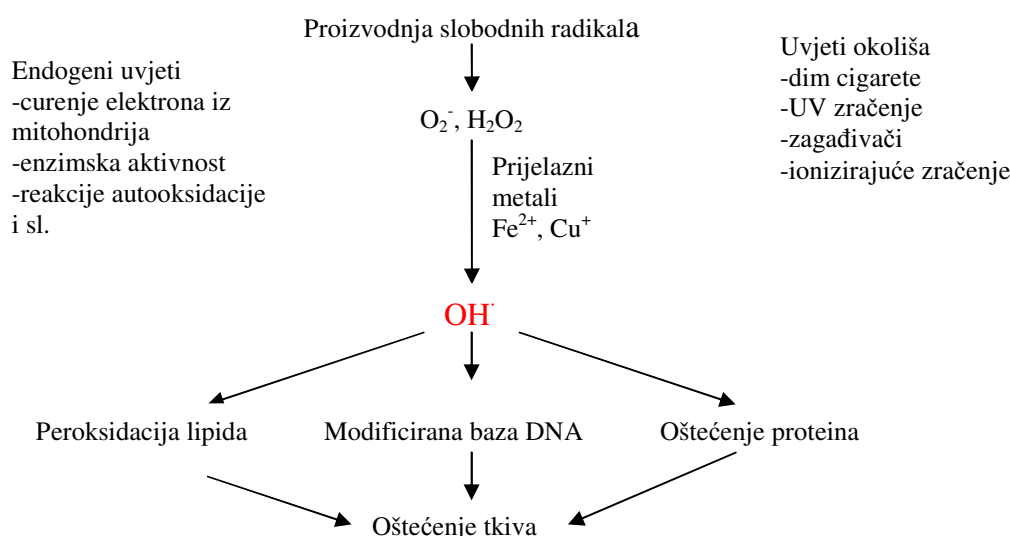 Proizvodnja slobodnih radikala
Endogeni uvjeti
-curenje elektrona iz
mitohondrija
-enzimska aktivnost
-reakcije autooksidacije
i sl.
Uvjeti okoliša
-dim cigarete
-UV zračenje
-zagađivači
-ionizirajuće zračenje
O₂⁻, H₂O₂
Prijelazni
metali
Fe²⁺, Cu⁺
OH˙
Peroksidacija lipida
Modificirana baza DNA
Oštećenje proteina
Oštećenje tkiva